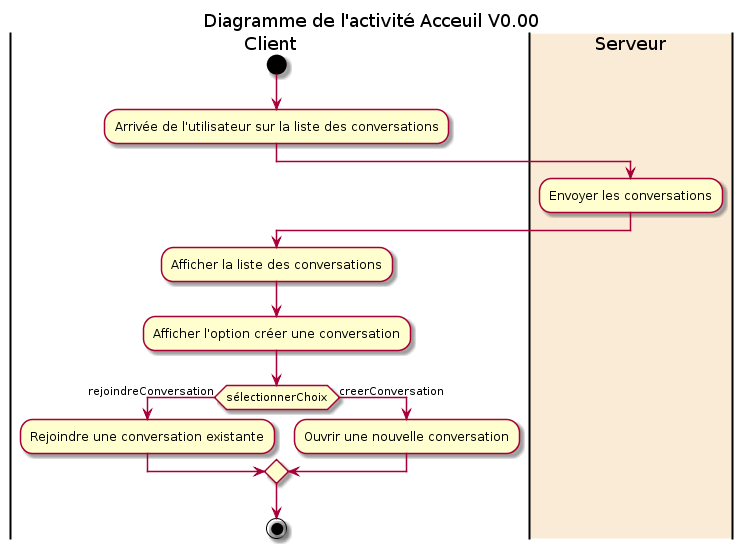 Diagramme de l'activité Acceuil V0.00
Client
Serveur
Arrivée de l'utilisateur sur la liste des conversations
Envoyer les conversations
Afficher la liste des conversations
Afficher l'option créer une conversation
rejoindreConversation
sélectionnerChoix
creerConversation
Rejoindre une conversation existante
Ouvrir une nouvelle conversation